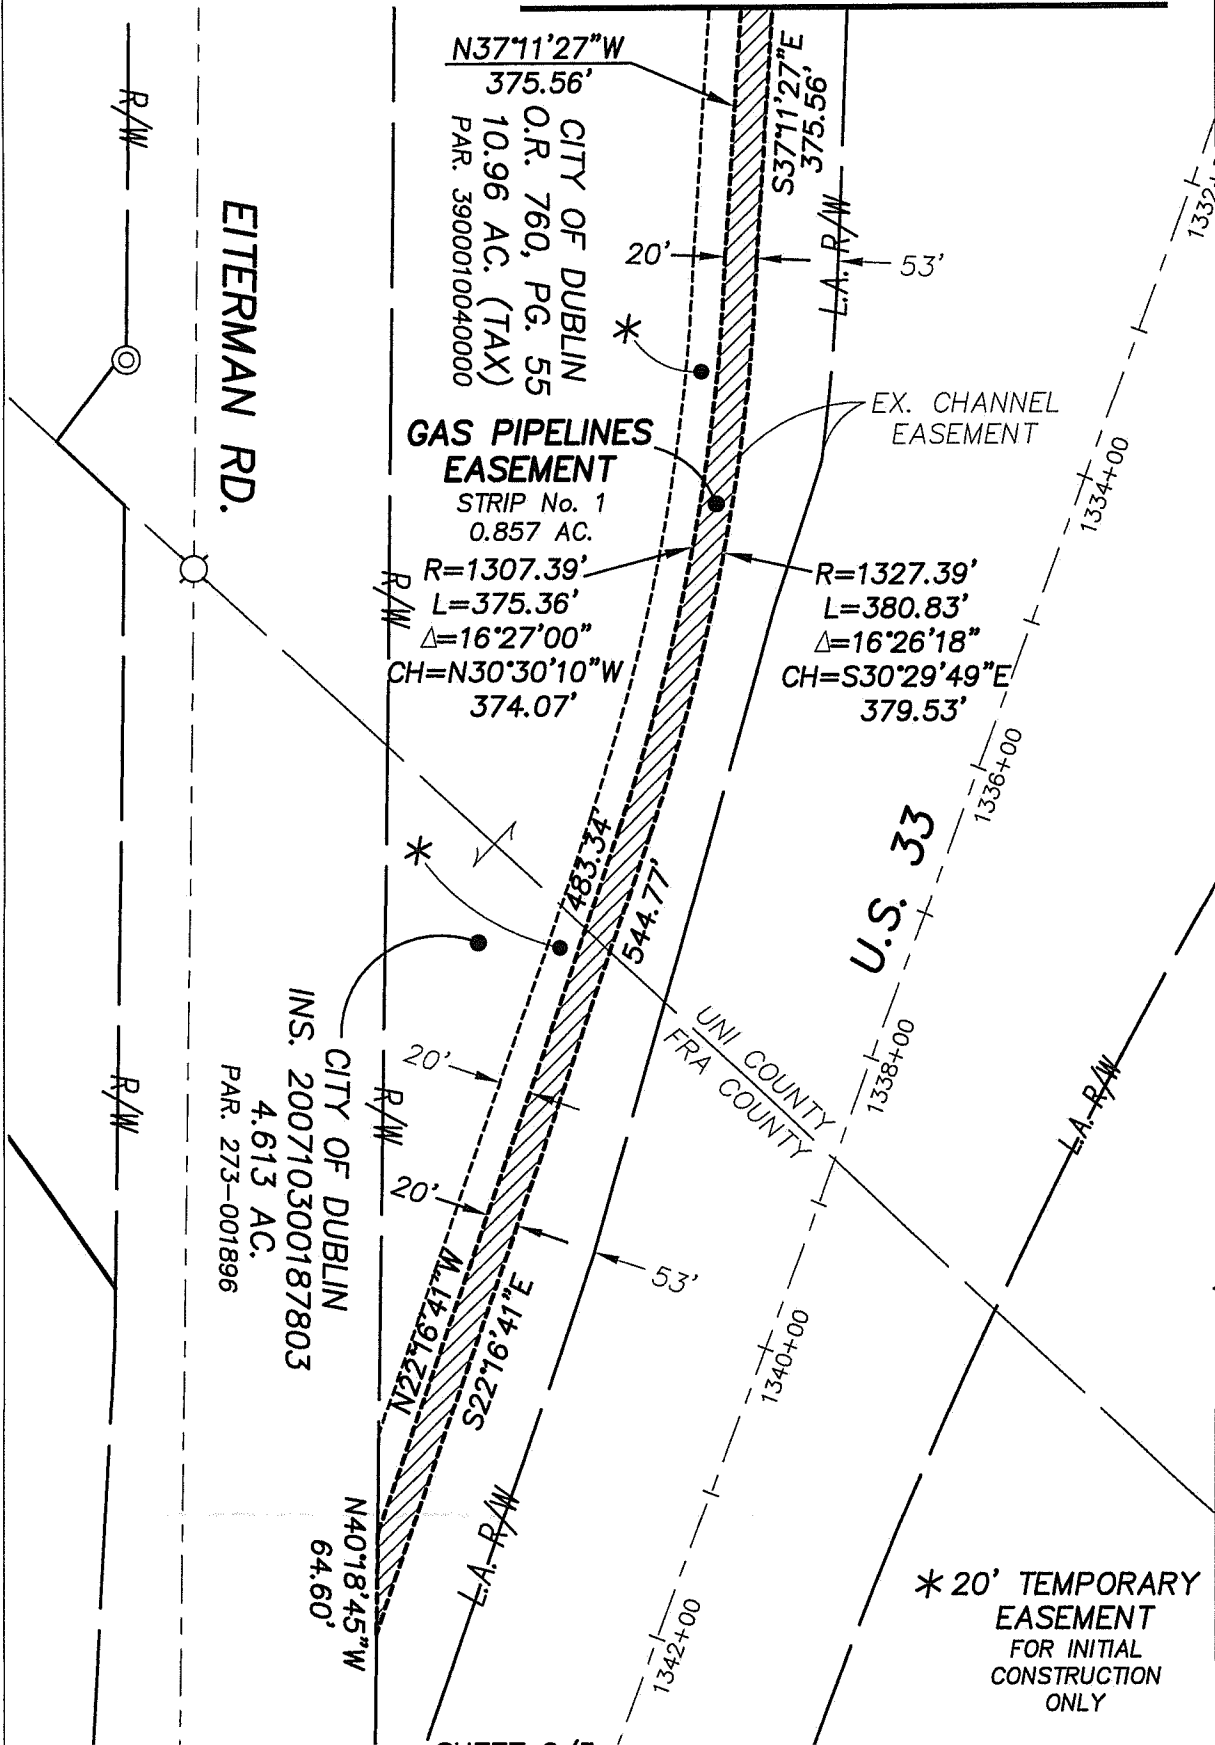 N37°11'27"W
375.56'
S37°11'27"E
375.56'
R/W
CITY OF DUBLIN
O.R. 760, PG. 55
10.96 AC. (TAX)
PAR. 3900010040000
L.A. R/W
20'
53'
EITERMAN RD.
*
EX. CHANNEL
EASEMENT
GAS PIPELINES
EASEMENT
STRIP No. 1
0.857 AC.
1334+00
R=1307.39'
L=375.36'
Δ=16°27'00"
CH=N30°30'10"W
374.07'
R/W
R=1327.39'
L=380.83'
Δ=16°26'18"
CH=S30°29'49"E
379.53'
1336+00
483.34'
544.77'
*
U.S. 33
UNI COUNTY
FRA COUNTY
1338+00
CITY OF DUBLIN
INS. 200710300187803
4.613 AC.
PAR. 273-001896
20'
R/W
R/W
L.A. R/W
20'
53'
N22°16'41"W
S22°16'41"E
1340+00
N40°18'45"W
64.60'
L.A. R/W
1342+00
* 20' TEMPORARY
EASEMENT
FOR INITIAL
CONSTRUCTION
ONLY